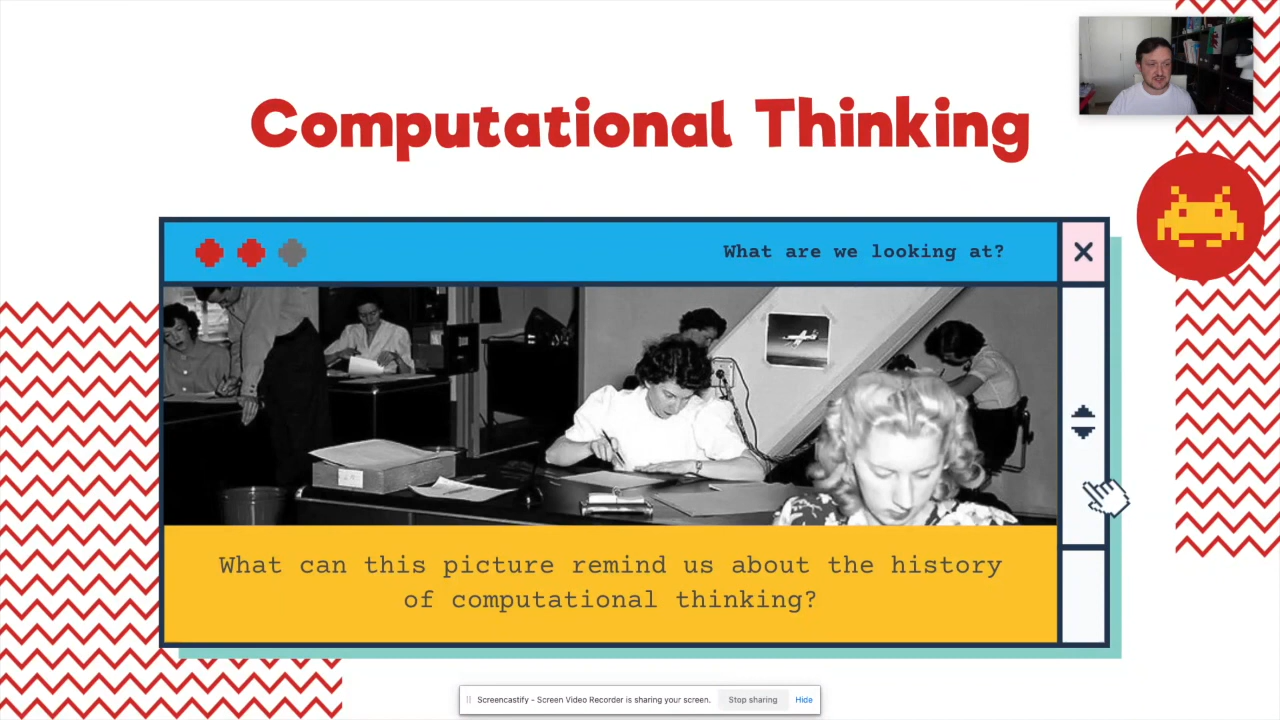 Computational Thinking
What are we looking at?
What can this picture remind us about the history
of computational thinking?
Screencastify - Screen Video Recorder is sharing your screen.
Stop sharing
Hide